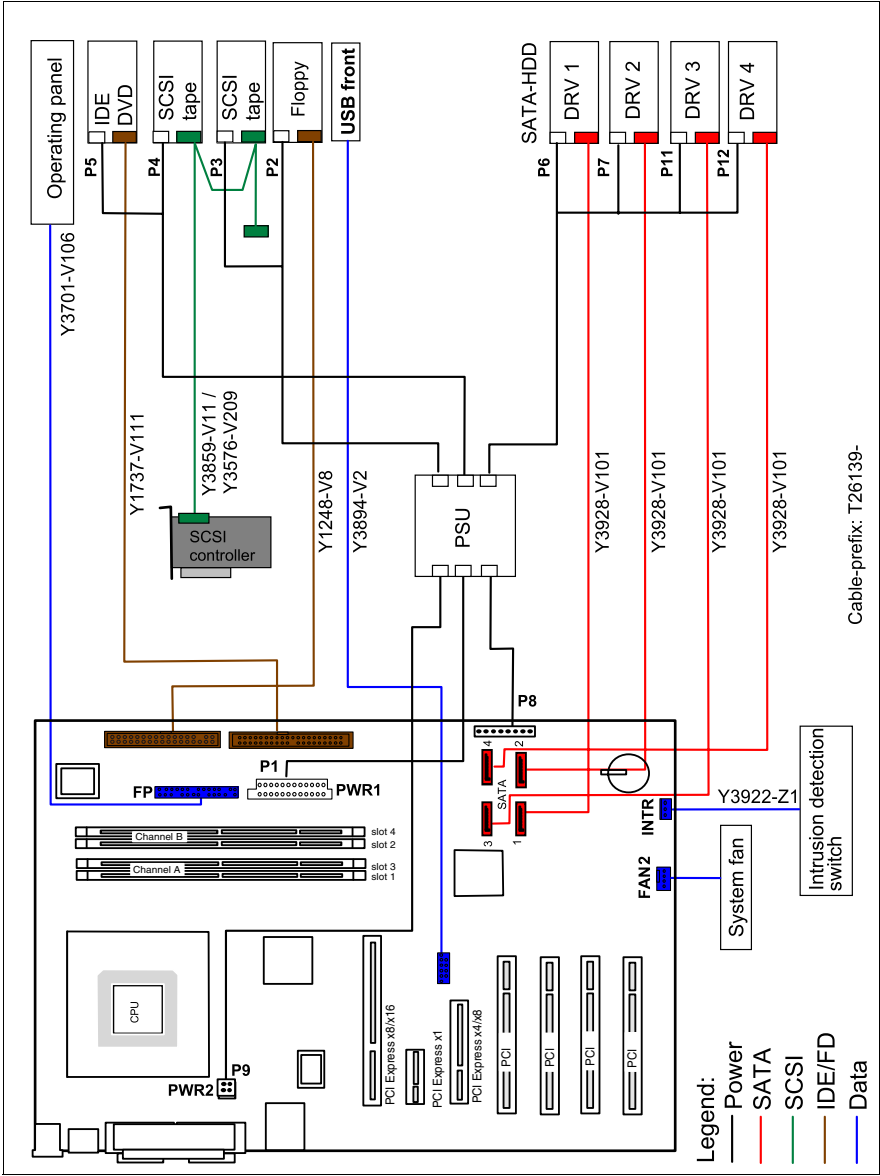 Operating panel
IDE
DVD
SCSI
tape
SCSI
tape
Floppy
USB front
SATA-HDD
DRV 1
DRV 2
DRV 3
DRV 4
P5
P4
P3
P2
P6
P7
P11
P12
Y3701-V106
Y1737-V111
Y3859-V11 /
Y3576-V209
Y1248-V8
Y3894-V2
Y3928-V101
Y3928-V101
Y3928-V101
Y3928-V101
SCSI
controller
PSU
Cable-prefix: T26139-
P8
P1
PWR1
FP
SATA
4
2
3
1
Channel B
slot 4
slot 2
Channel A
slot 3
slot 1
INTR
Y3922-Z1
Intrusion detection
switch
FAN2
System fan
CPU
P9
PWR2
PCI Express x8/x16
PCI Express x1
PCI Express x4/x8
PCI
PCI
PCI
PCI
Legend:
Power
SATA
SCSI
IDE/FD
Data